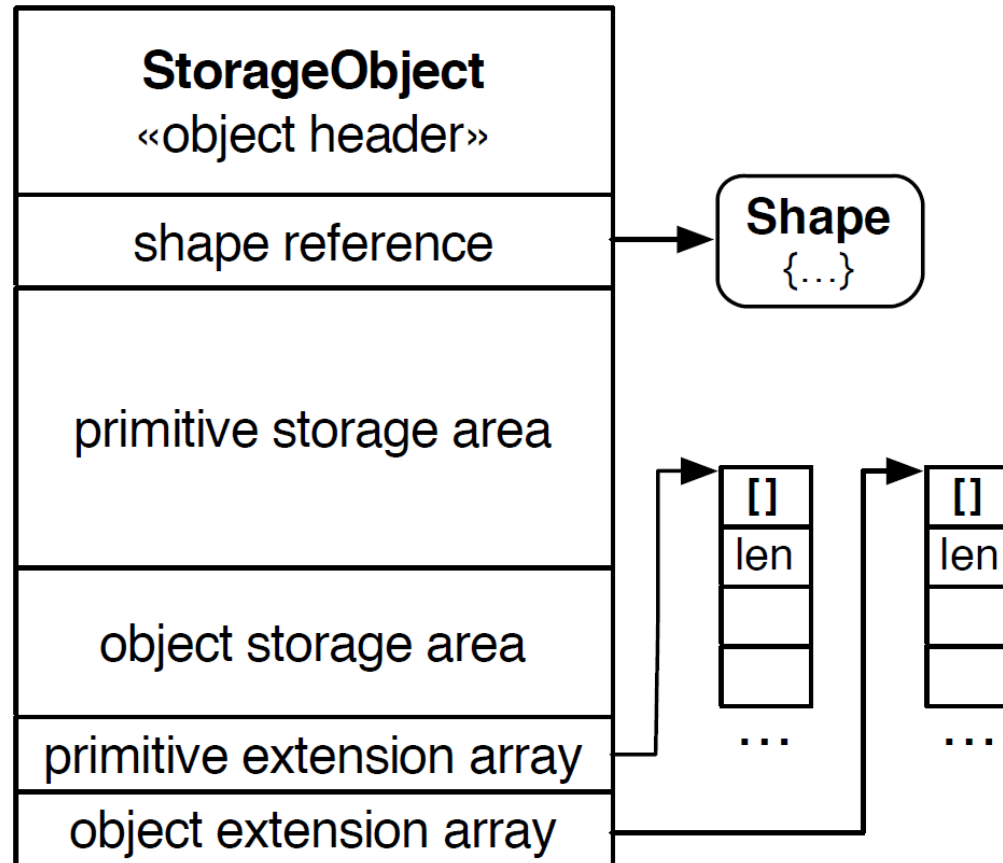 StorageObject
«object header»
shape reference
Shape
{...}
primitive storage area
[]
len
...
[]
len
...
object storage area
primitive extension array
object extension array